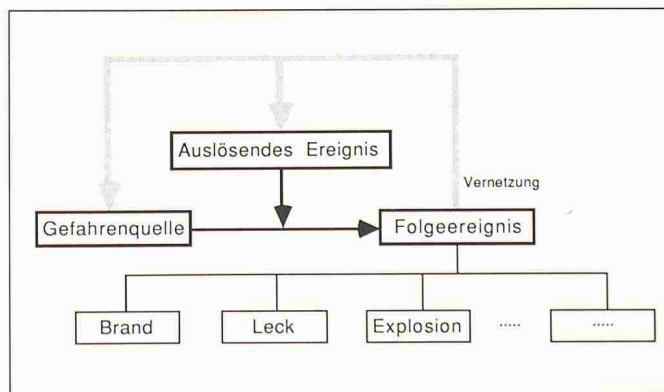 Auslösendes Ereignis
Vernetzung
Gefahrenquelle
Folgeereignis
Brand
Leck
Explosion
.....
.....